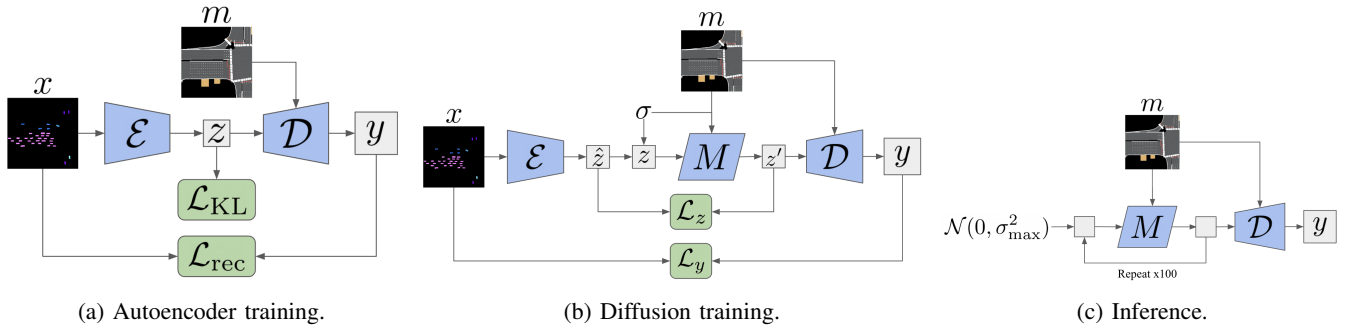 m
x
ℰ
z
𝒟
y
ℒ_KL
ℒ_rec
(a) Autoencoder training.
m
x
σ
ℰ
ẑ
z
M
z′
𝒟
y
ℒ_z
ℒ_y
(b) Diffusion training.
m
𝒩(0, σ²_max)
M
𝒟
y
Repeat x100
(c) Inference.